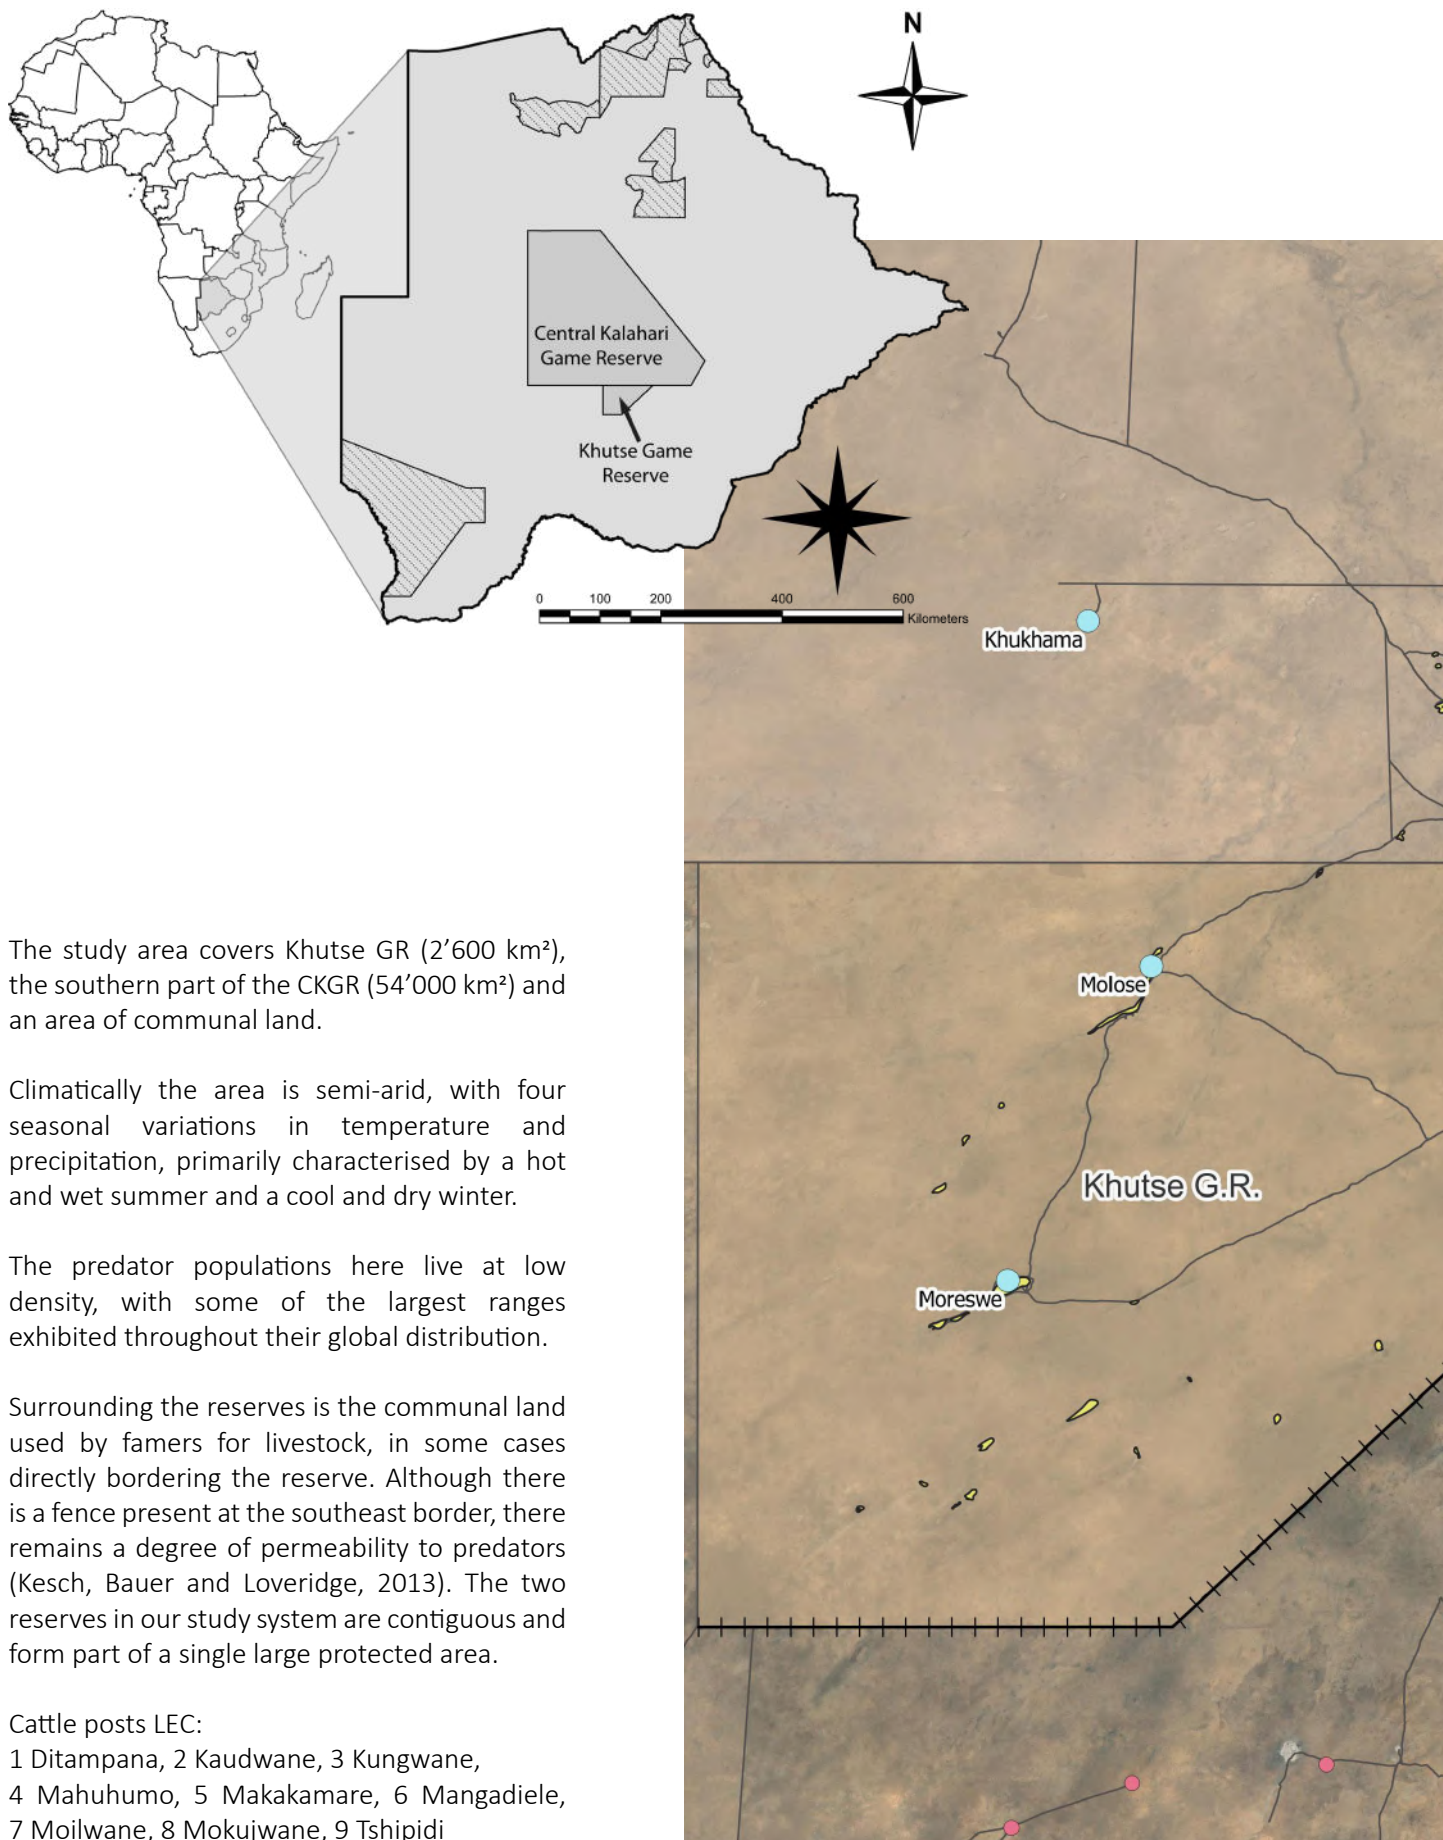 N
Central Kalahari
Game Reserve
Khutse Game
Reserve
0 100 200 400 600
Kilometers
Khukhama
Molose
Khutse G.R.
Moreswe
The study area covers Khutse GR (2’600 km²),
the southern part of the CKGR (54’000 km²) and
an area of communal land.
Climatically the area is semi-arid, with four
seasonal variations in temperature and
precipitation, primarily characterised by a hot
and wet summer and a cool and dry winter.
The predator populations here live at low
density, with some of the largest ranges
exhibited throughout their global distribution.
Surrounding the reserves is the communal land
used by famers for livestock, in some cases
directly bordering the reserve. Although there
is a fence present at the southeast border, there
remains a degree of permeability to predators
(Kesch, Bauer and Loveridge, 2013). The two
reserves in our study system are contiguous and
form part of a single large protected area.
Cattle posts LEC:
1 Ditampana, 2 Kaudwane, 3 Kungwane,
4 Mahuhumo, 5 Makakamare, 6 Mangadiele,
7 Moilwane, 8 Mokujwane, 9 Tshipidi